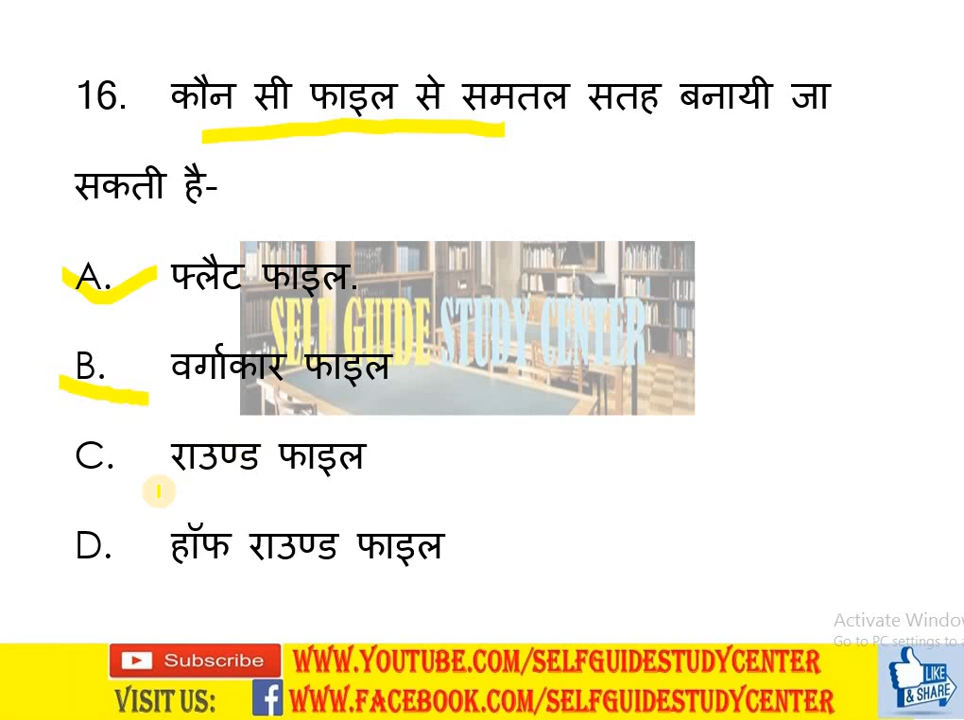 16. कौन सी फाइल से समतल सतह बनायी जा
सकती है-
A. फ्लैट फाइल.
SELF GUIDE STUDY CENTER
B. वर्गाकार फाइल
C. राउण्ड फाइल
D. हॉफ राउण्ड फाइल
Activate Windo
Go to PC settings to
Subscribe WWW.YOUTUBE.COM/SELFGUIDESTUDYCENTER
VISIT US: f WWW.FACEBOOK.COM/SELFGUIDESTUDYCENTER
LIKE
& SHARE